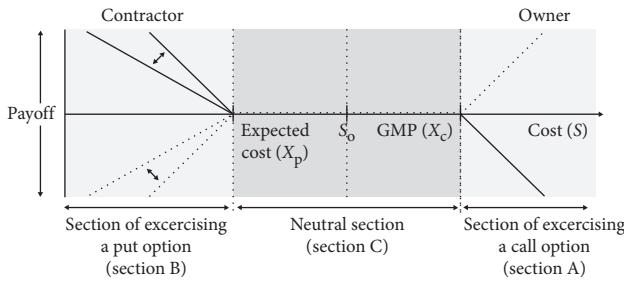 Contractor
Owner
Payoff
Expected
cost (Xp)
So
GMP (Xc)
Cost (S)
Section of excercising
a put option
(section B)
Neutral section
(section C)
Section of excercising
a call option
(section A)